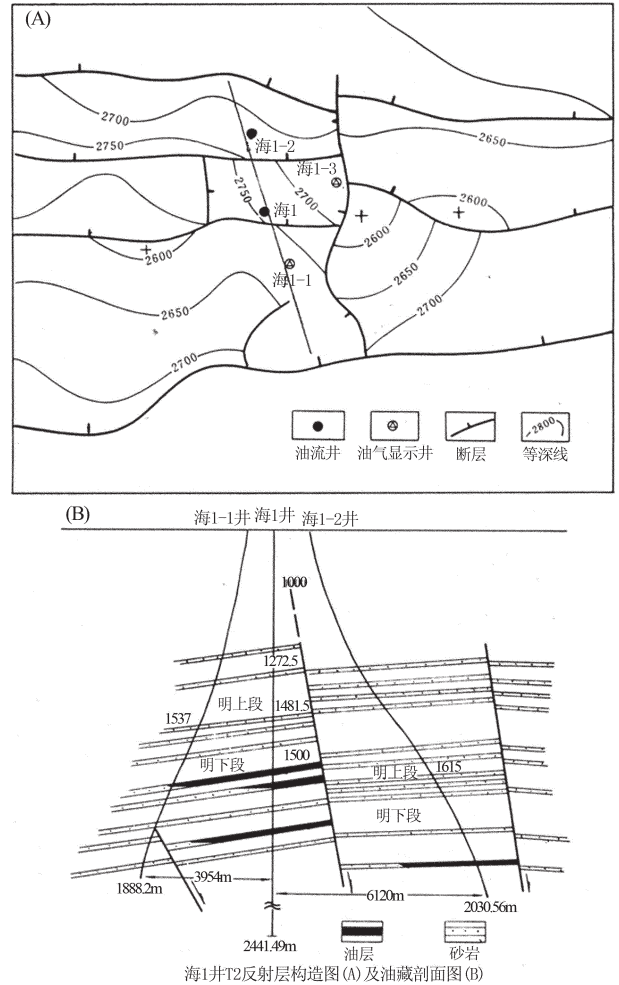 (A)
2700
2750
2650
海1-2
海1-3
2750
2700
2600
海1
2600
2600
海1-1
2650
2650
2700
2700
2800
油流井
油气显示井
断层
等深线
(B)
海1-1井
海1井
海1-2井
1000
1272.5
明上段
1481.5
1537
1500
明下段
明上段
1615
明下段
3954m
1888.2m
6120m
2030.56m
2441.49m
油层
砂岩
海1井T2反射层构造图(A)及油藏剖面图(B)